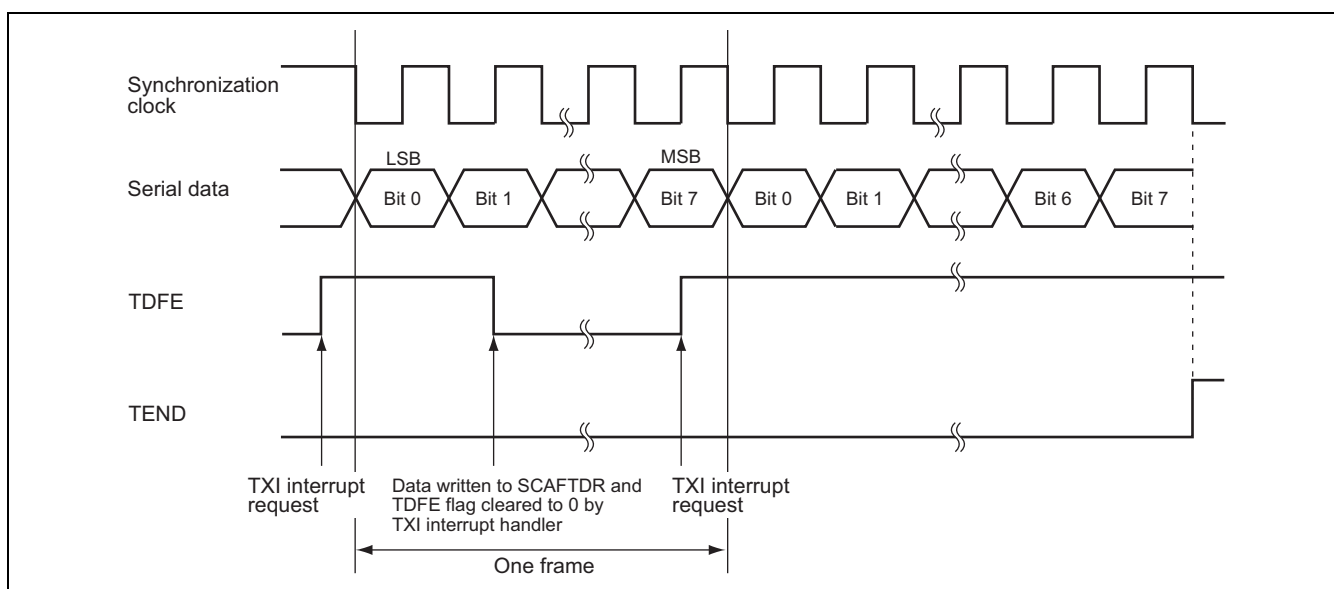 Synchronization
clock
LSB
MSB
Serial data
Bit 0
Bit 1
Bit 7
Bit 0
Bit 1
Bit 6
Bit 7
TDFE
TEND
TXI interrupt
request
Data written to SCAFTDR and
TDFE flag cleared to 0 by
TXI interrupt handler
TXI interrupt
request
One frame